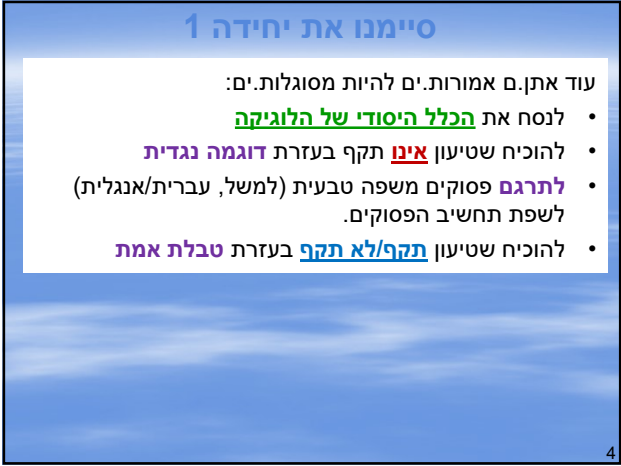 סיימנו את יחידה 1
עוד אתן.ם אמורות.ים להיות מסוגלות.ים:
• לנסח את הכלל היסודי של הלוגיקה
• להוכיח שטיעון אינו תקף בעזרת דוגמה נגדית
• לתרגם פסוקים משפה טבעית (למשל, עברית/אנגלית)
לשפת תחשיב הפסוקים.
• להוכיח שטיעון תקף/לא תקף בעזרת טבלת אמת
4